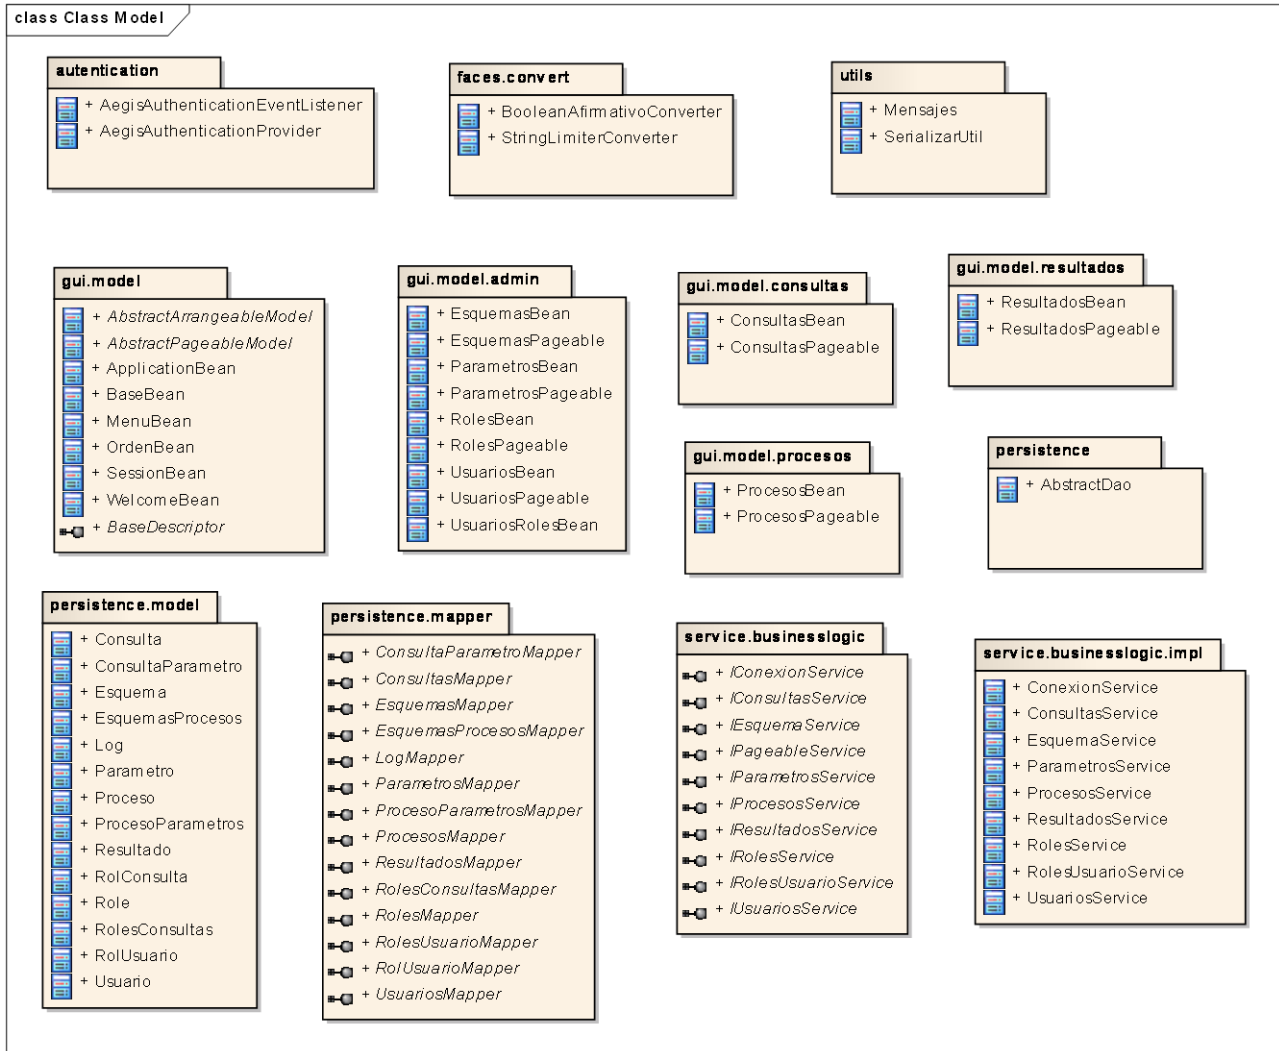 class Class Model
autenticación
+ AegisAuthenticationEventListener
+ AegisAuthenticationProvider
faces.convert
+ BooleanAfirmativoConverter
+ StringLimiterConverter
utils
+ Mensajes
+ SerializarUtil
gui.model
+ AbstractArrangeableModel
+ AbstractPageableModel
+ ApplicationBean
+ BaseBean
+ MenuBean
+ OrdenBean
+ SessionBean
+ WelcomeBean
+ BaseDescriptor
gui.model.admin
+ EsquemasBean
+ EsquemasPageable
+ ParametrosBean
+ ParametrosPageable
+ RolesBean
+ RolesPageable
+ UsuariosBean
+ UsuariosPageable
+ UsuariosRolesBean
gui.model.consultas
+ ConsultasBean
+ ConsultasPageable
gui.model.resultados
+ ResultadosBean
+ ResultadosPageable
gui.model.procesos
+ ProcesosBean
+ ProcesosPageable
persistence
+ AbstractDao
persistence.model
+ Consulta
+ ConsultaParametro
+ Esquema
+ EsquemasProcesos
+ Log
+ Parametro
+ Proceso
+ ProcesoParametros
+ Resultado
+ RolConsulta
+ Role
+ RolesConsultas
+ RolUsuario
+ Usuario
persistence.mapper
+ ConsultaParametroMapper
+ ConsultasMapper
+ EsquemasMapper
+ EsquemasProcesosMapper
+ LogMapper
+ ParametrosMapper
+ ProcesoParametrosMapper
+ ProcesosMapper
+ ResultadosMapper
+ RolesConsultasMapper
+ RolesMapper
+ RolesUsuarioMapper
+ RolUsuarioMapper
+ UsuariosMapper
service.businesslogic
+ IConexionService
+ IConsultasService
+ IEsquemaService
+ IPageableService
+ IParametrosService
+ IProcesosService
+ IResultadosService
+ IRolesService
+ IRolesUsuarioService
+ IUsuariosService
service.businesslogic.impl
+ ConexionService
+ ConsultasService
+ EsquemaService
+ ParametrosService
+ ProcesosService
+ ResultadosService
+ RolesService
+ RolesUsuarioService
+ UsuariosService